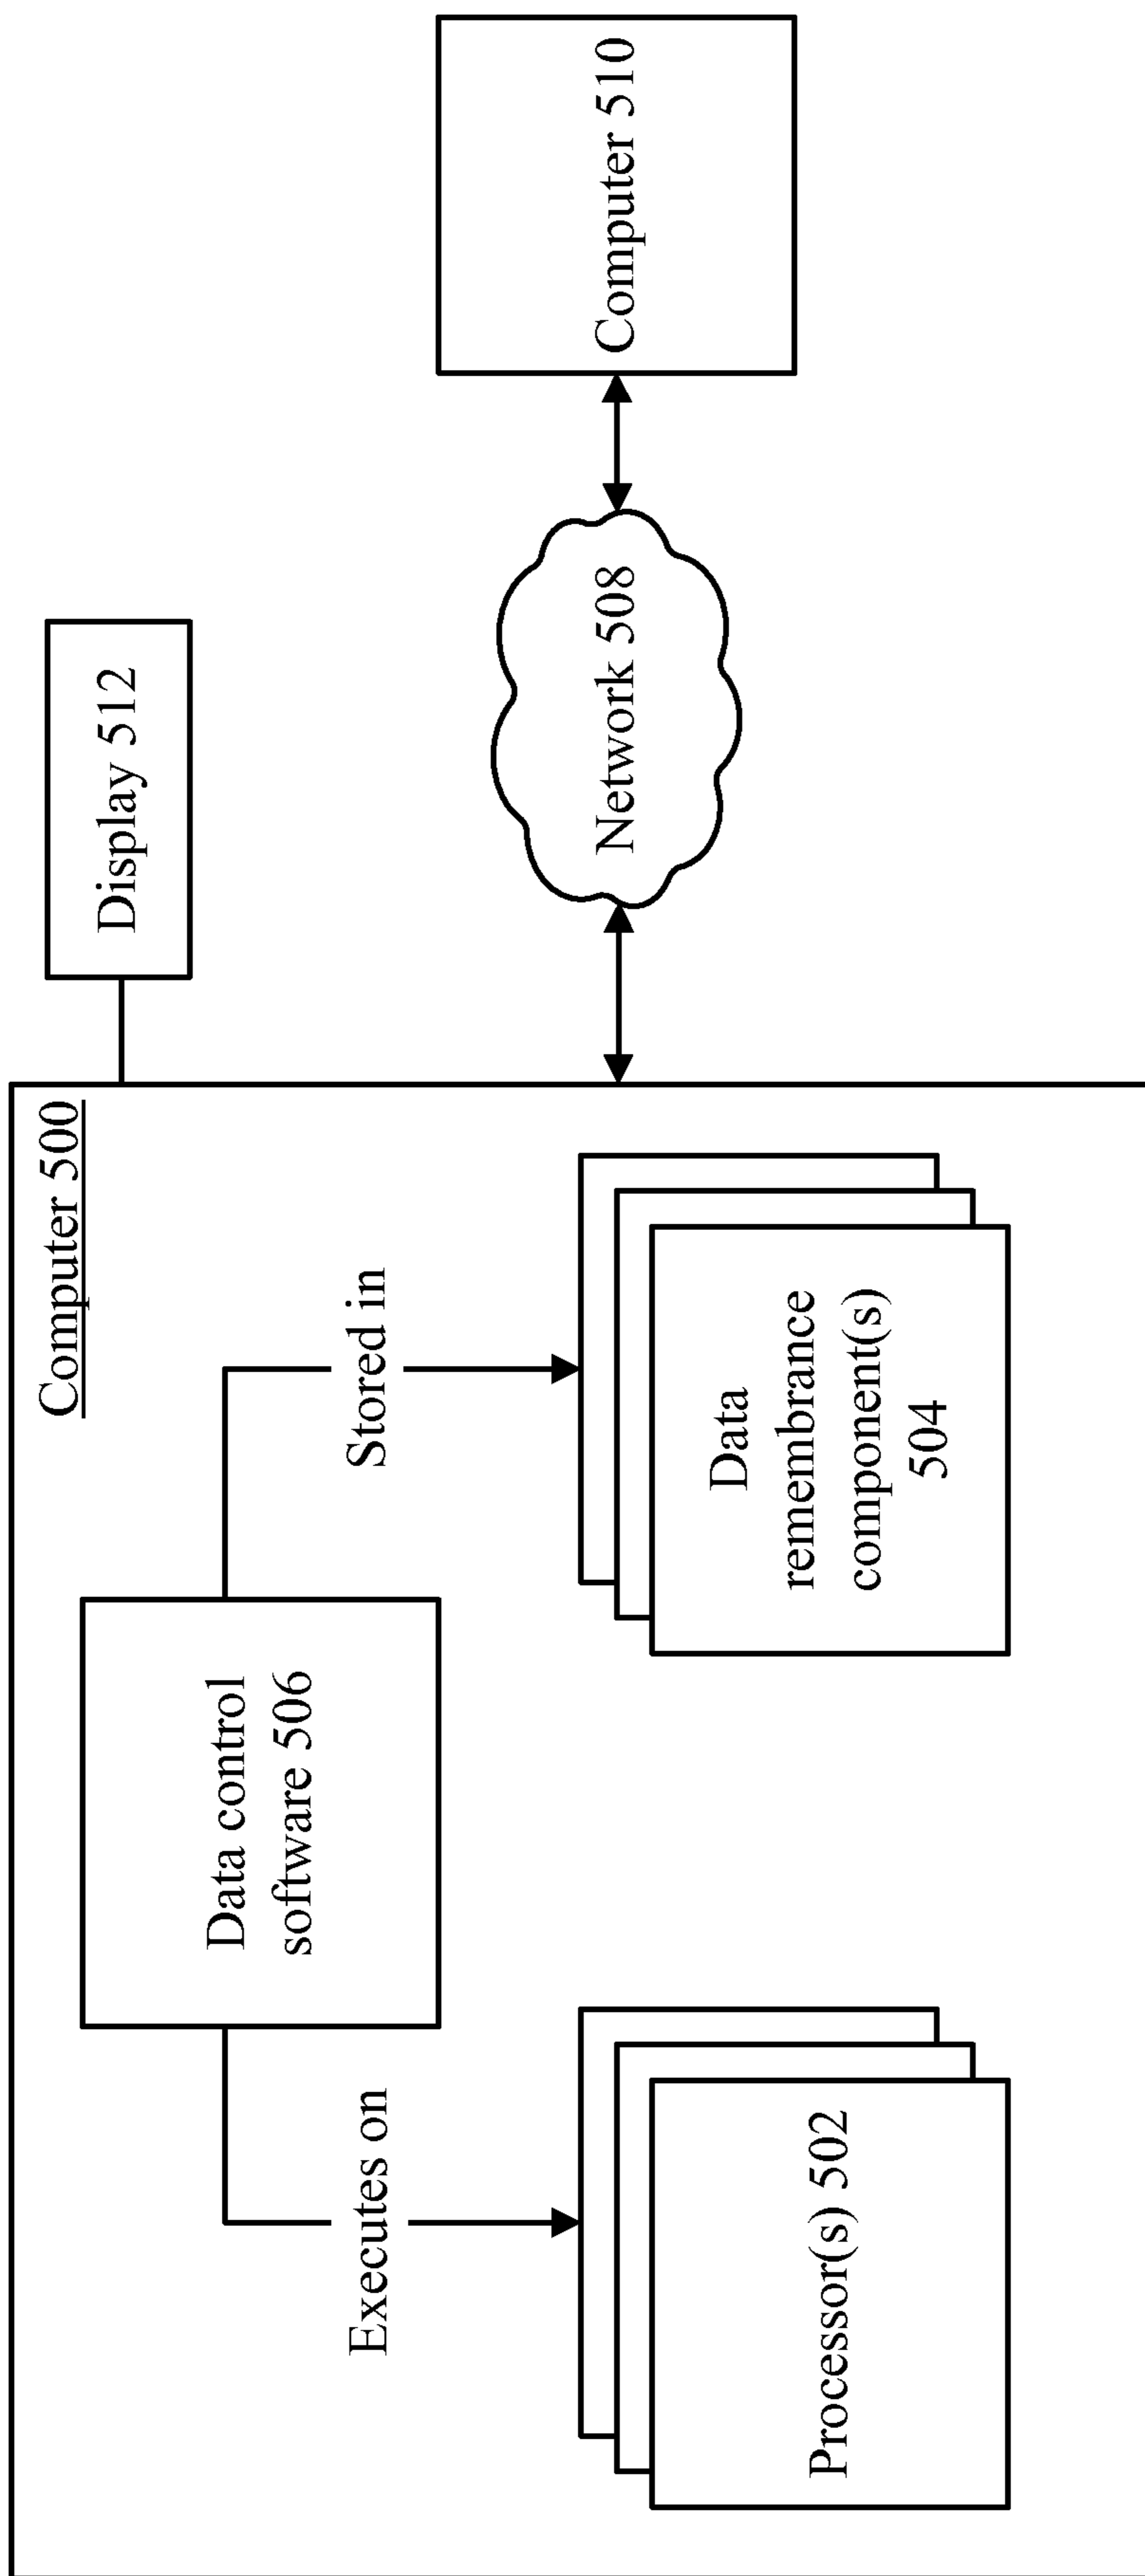 Computer 500
Display 512
Data control
software 506
Executes on
Stored in
Processor(s) 502
Data
remembrance
component(s)
504
Network 508
Computer 510